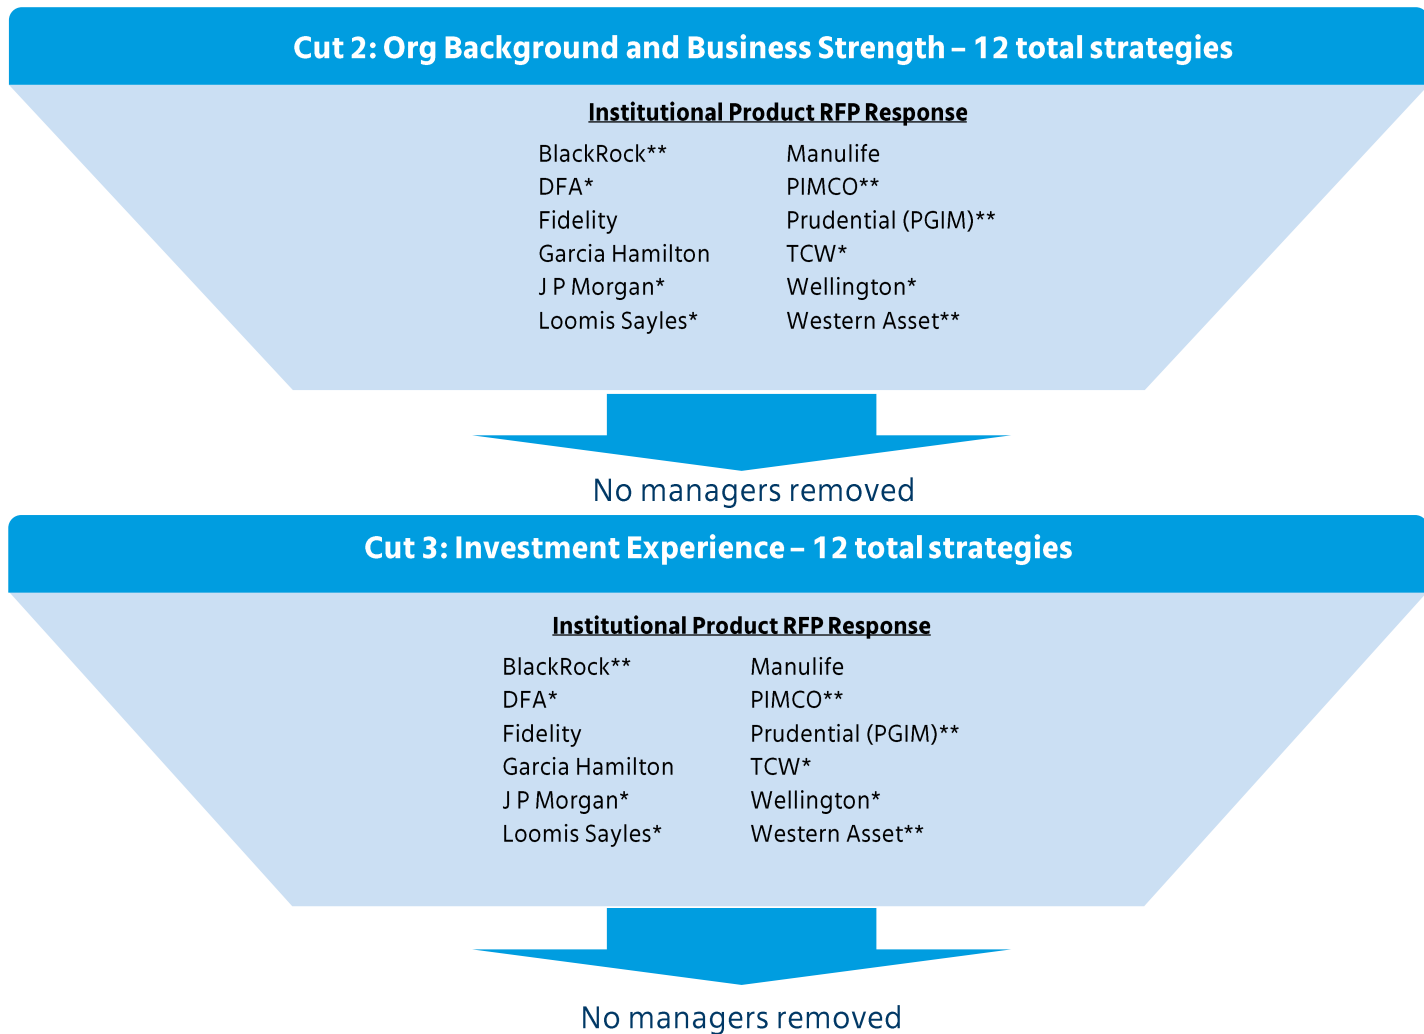 Cut 2: Org Background and Business Strength – 12 total strategies
Institutional Product RFP Response
BlackRock** Manulife
DFA* PIMCO**
Fidelity Prudential (PGIM)**
Garcia Hamilton TCW*
J P Morgan* Wellington*
Loomis Sayles* Western Asset**
No managers removed
Cut 3: Investment Experience – 12 total strategies
Institutional Product RFP Response
BlackRock** Manulife
DFA* PIMCO**
Fidelity Prudential (PGIM)**
Garcia Hamilton TCW*
J P Morgan* Wellington*
Loomis Sayles* Western Asset**
No managers removed